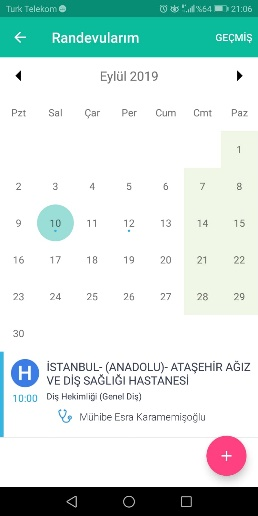 Turk Telekom %64 21:06
Randevularım GEÇMİŞ
Eylül 2019
Pzt Sal Çar Per Cum Cmt Paz
1
2 3 4 5 6 7 8
9 10 11 12 13 14 15
16 17 18 19 20 21 22
23 24 25 26 27 28 29
30
H İSTANBUL- (ANADOLU)- ATAŞEHİR AĞIZ
VE DİŞ SAĞLIĞI HASTANESİ
10:00 Diş Hekimliği (Genel Diş)
Mühibe Esra Karamemişoğlu
+